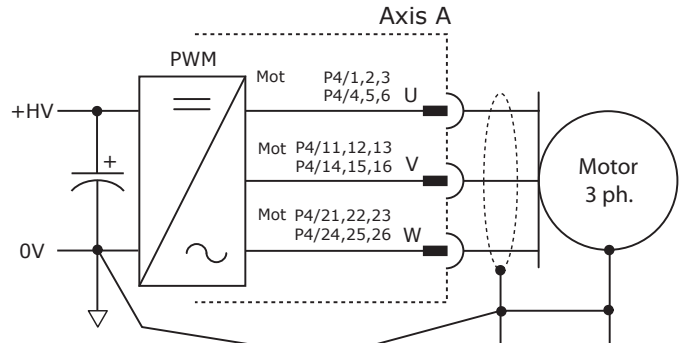 Axis A
PWM
+HV
+
0V
Mot P4/1,2,3
P4/4,5,6 U
Mot P4/11,12,13
P4/14,15,16 V
Mot P4/21,22,23
P4/24,25,26 W
Motor
3 ph.